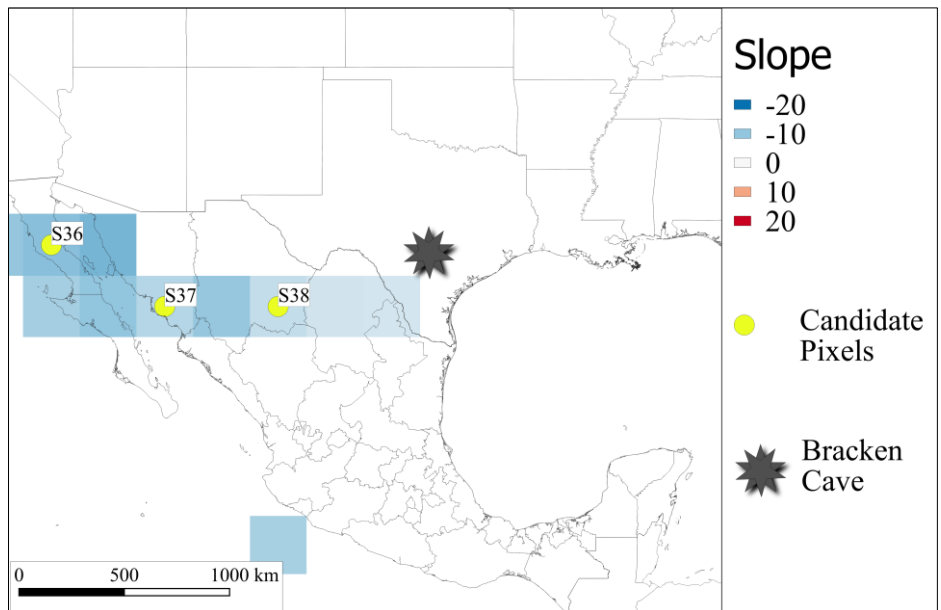 Slope
-20
-10
0
10
20
S36
S37
S38
Candidate
Pixels
Bracken
Cave
0 500 1000 km